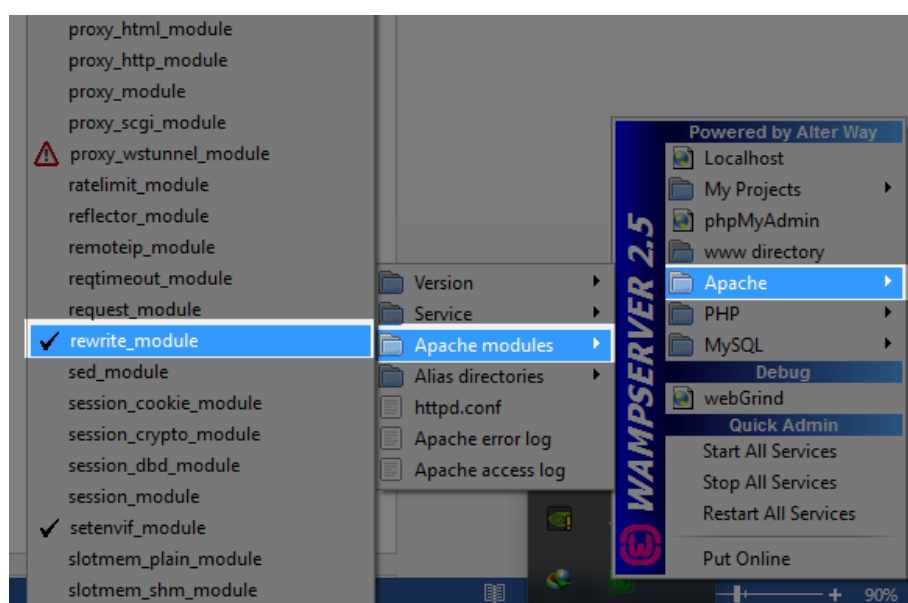 proxy_html_module
proxy_http_module
proxy_module
proxy_scgi_module
proxy_wstunnel_module
ratelimit_module
reflector_module
remoteip_module
reqtimeout_module
request_module
rewrite_module
sed_module
session_cookie_module
session_crypto_module
session_dbd_module
session_module
setenvif_module
slotmem_plain_module
slotmem_shm_module
Version
Service
Apache modules
Alias directories
httpd.conf
Apache error log
Apache access log
WAMPSERVER 2.5
Powered by Alter Way
Localhost
My Projects
phpMyAdmin
www directory
Apache
PHP
MySQL
Debug
webGrind
Quick Admin
Start All Services
Stop All Services
Restart All Services
Put Online
90%